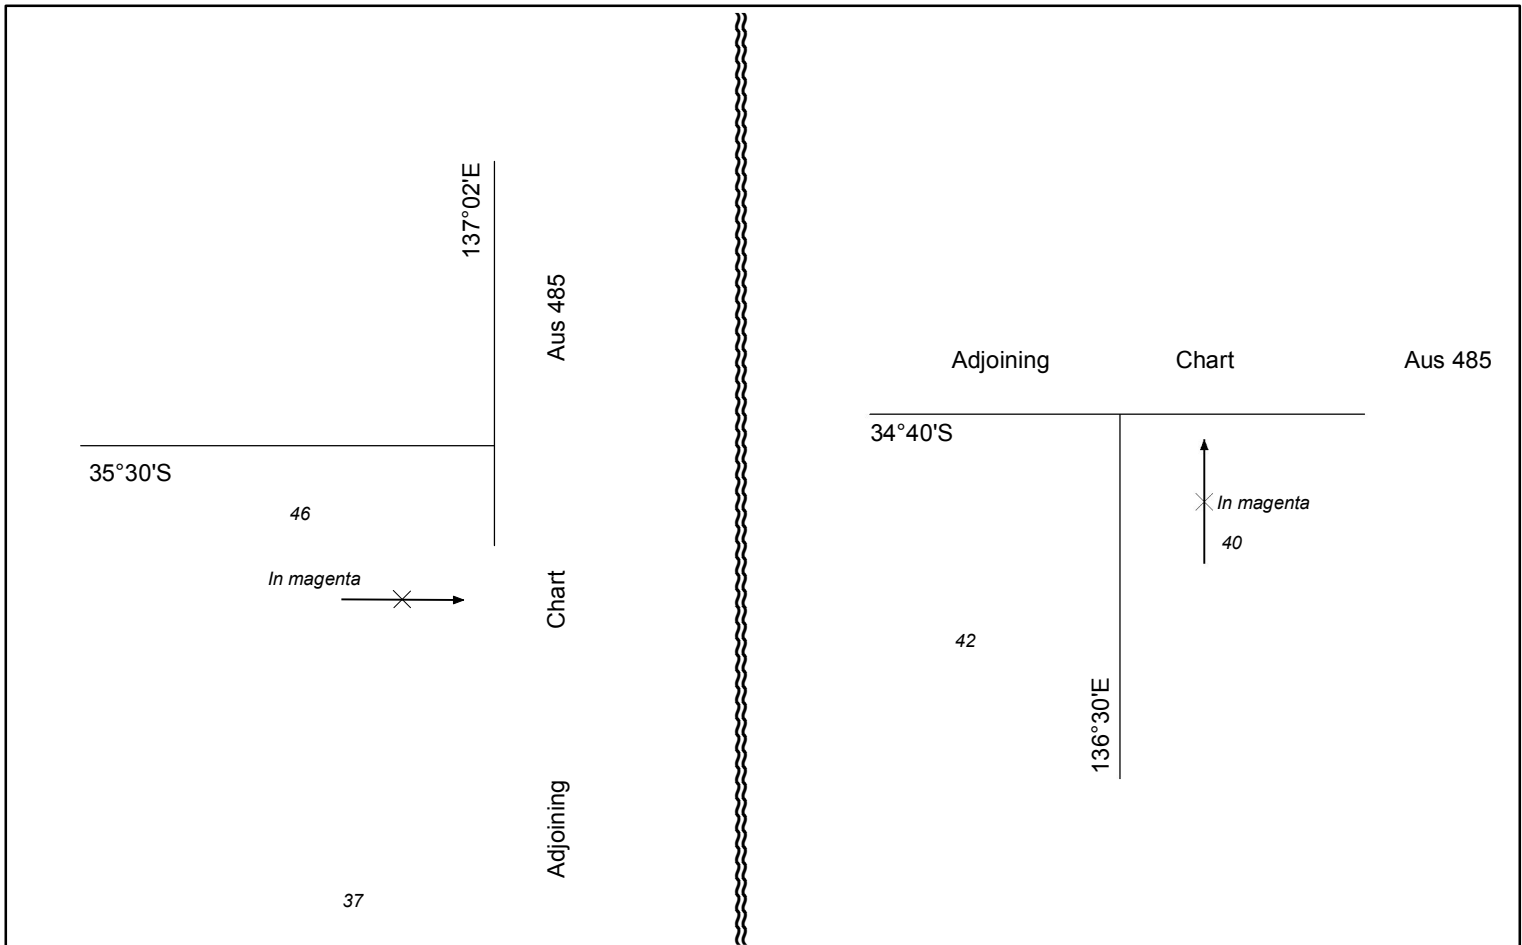 137°02'E
Aus 485
35°30'S
46
In magenta
Chart
Adjoining
37
Adjoining Chart Aus 485
34°40'S
In magenta
40
42
136°30'E